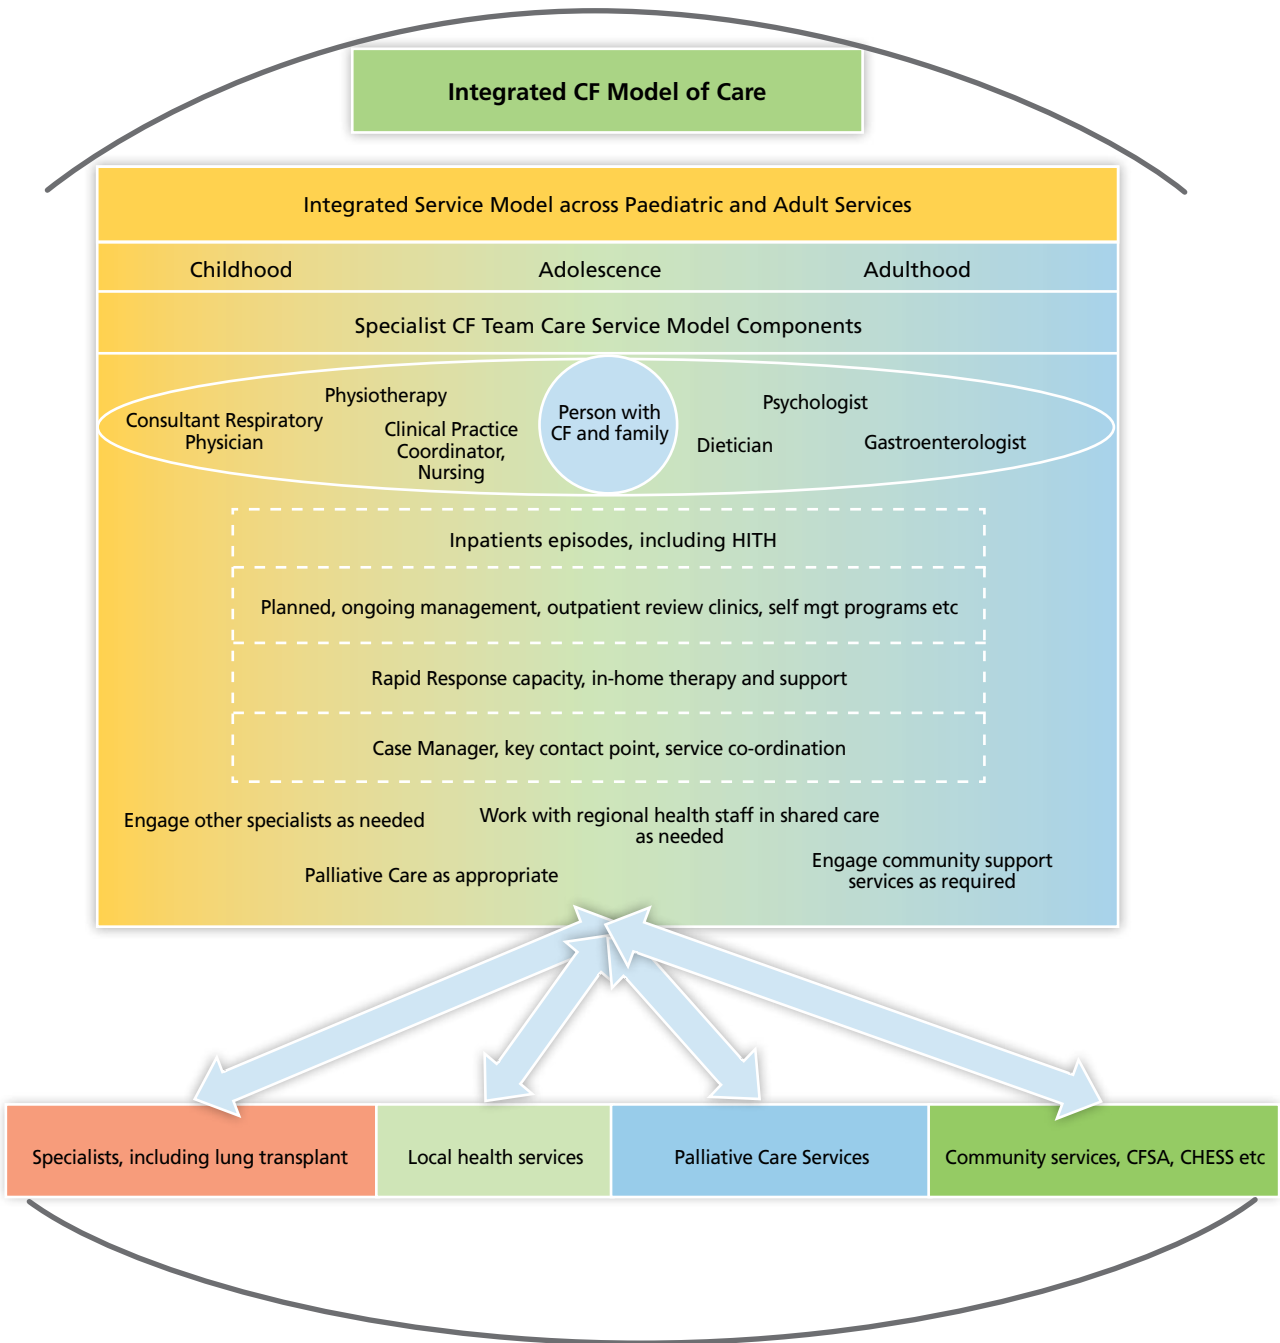 Integrated CF Model of Care
Integrated Service Model across Paediatric and Adult Services
Childhood
Adolescence
Adulthood
Specialist CF Team Care Service Model Components
Consultant Respiratory
Physician
Physiotherapy
Clinical Practice
Coordinator,
Nursing
Person with
CF and family
Psychologist
Dietician
Gastroenterologist
Inpatients episodes, including HITH
Planned, ongoing management, outpatient review clinics, self mgt programs etc
Rapid Response capacity, in-home therapy and support
Case Manager, key contact point, service co-ordination
Engage other specialists as needed
Work with regional health staff in shared care
as needed
Palliative Care as appropriate
Engage community support
services as required
Specialists, including lung transplant
Local health services
Palliative Care Services
Community services, CFSA, CHESS etc